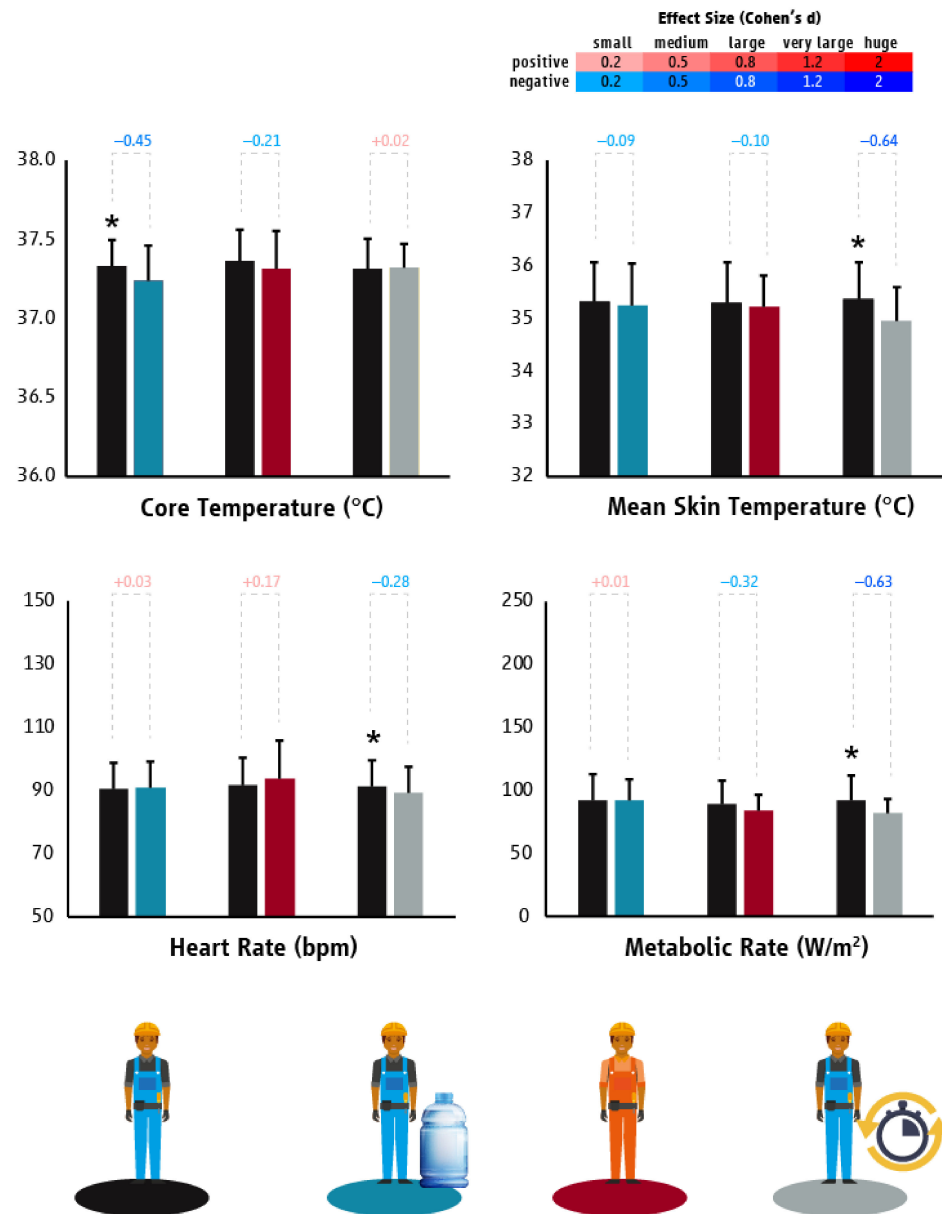 Effect Size (Cohen's d)
small medium large very large huge
positive 0.2 0.5 0.8 1.2 2
negative 0.2 0.5 0.8 1.2 2
−0.45 −0.21 +0.02
38.0
37.5
37.0
36.5
36.0
*
Core Temperature (°C)
−0.09 −0.10 −0.64
38
37
36
35
34
33
32
*
Mean Skin Temperature (°C)
+0.03 +0.17 −0.28
150
130
110
90
70
50
*
Heart Rate (bpm)
+0.01 −0.32 −0.63
250
200
150
100
50
0
*
Metabolic Rate (W/m²)